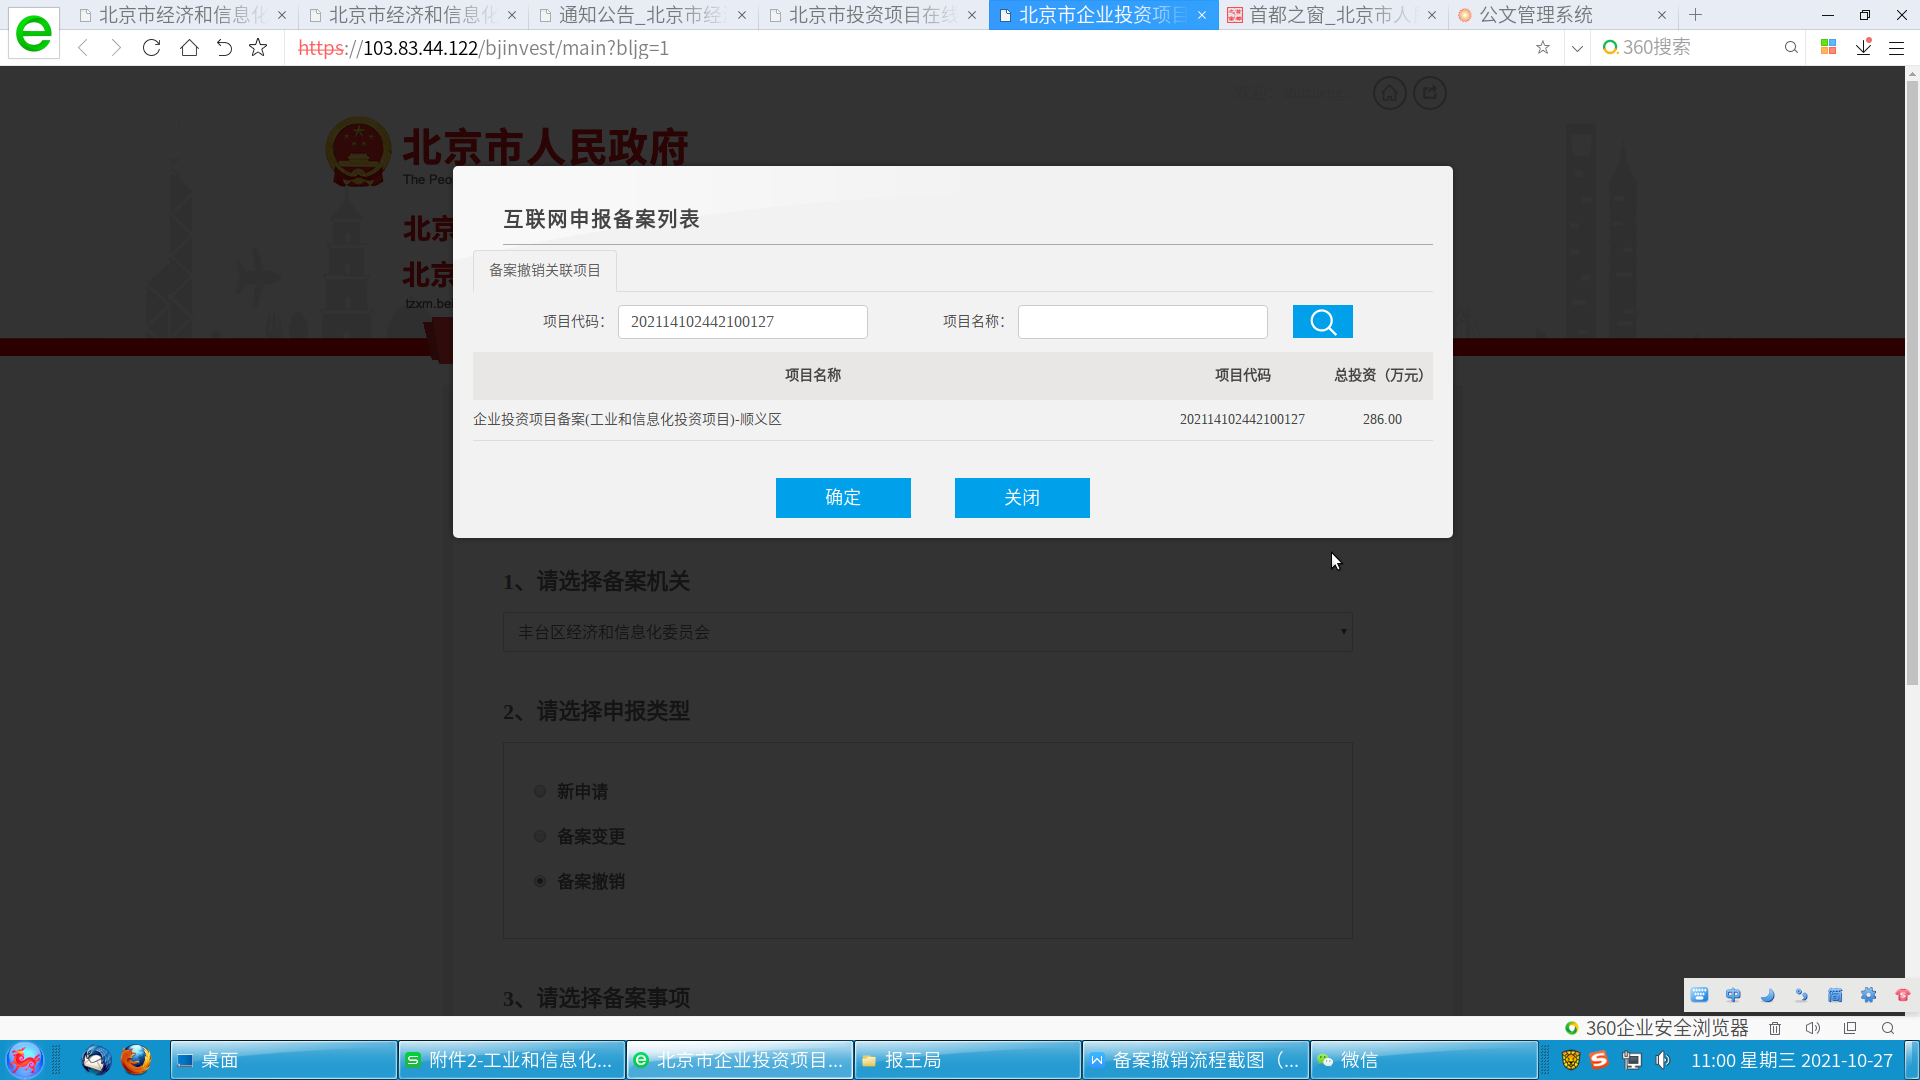 北京市经济和信息化
北京市经济和信息化
通知公告_北京市经
北京市投资项目在线
北京市企业投资项目
首都之窗_北京市人
公文管理系统
https://103.83.44.122/bjinvest/main?bljg=1
360搜索
北京市人民政府
The Peo
北京
北京
tzxm.be
互联网申报备案列表
备案撤销关联项目
项目代码: 202114102442100127 项目名称:
项目名称 项目代码 总投资（万元）
企业投资项目备案(工业和信息化投资项目)-顺义区 202114102442100127 286.00
确定 关闭
1、请选择备案机关
丰台区经济和信息化委员会
2、请选择申报类型
新申请
备案变更
备案撤销
3、请选择备案事项
中
简
360企业安全浏览器
桌面
附件2-工业和信息化...
北京市企业投资项目...
报王局
备案撤销流程截图（...
微信
11:00 星期三 2021-10-27